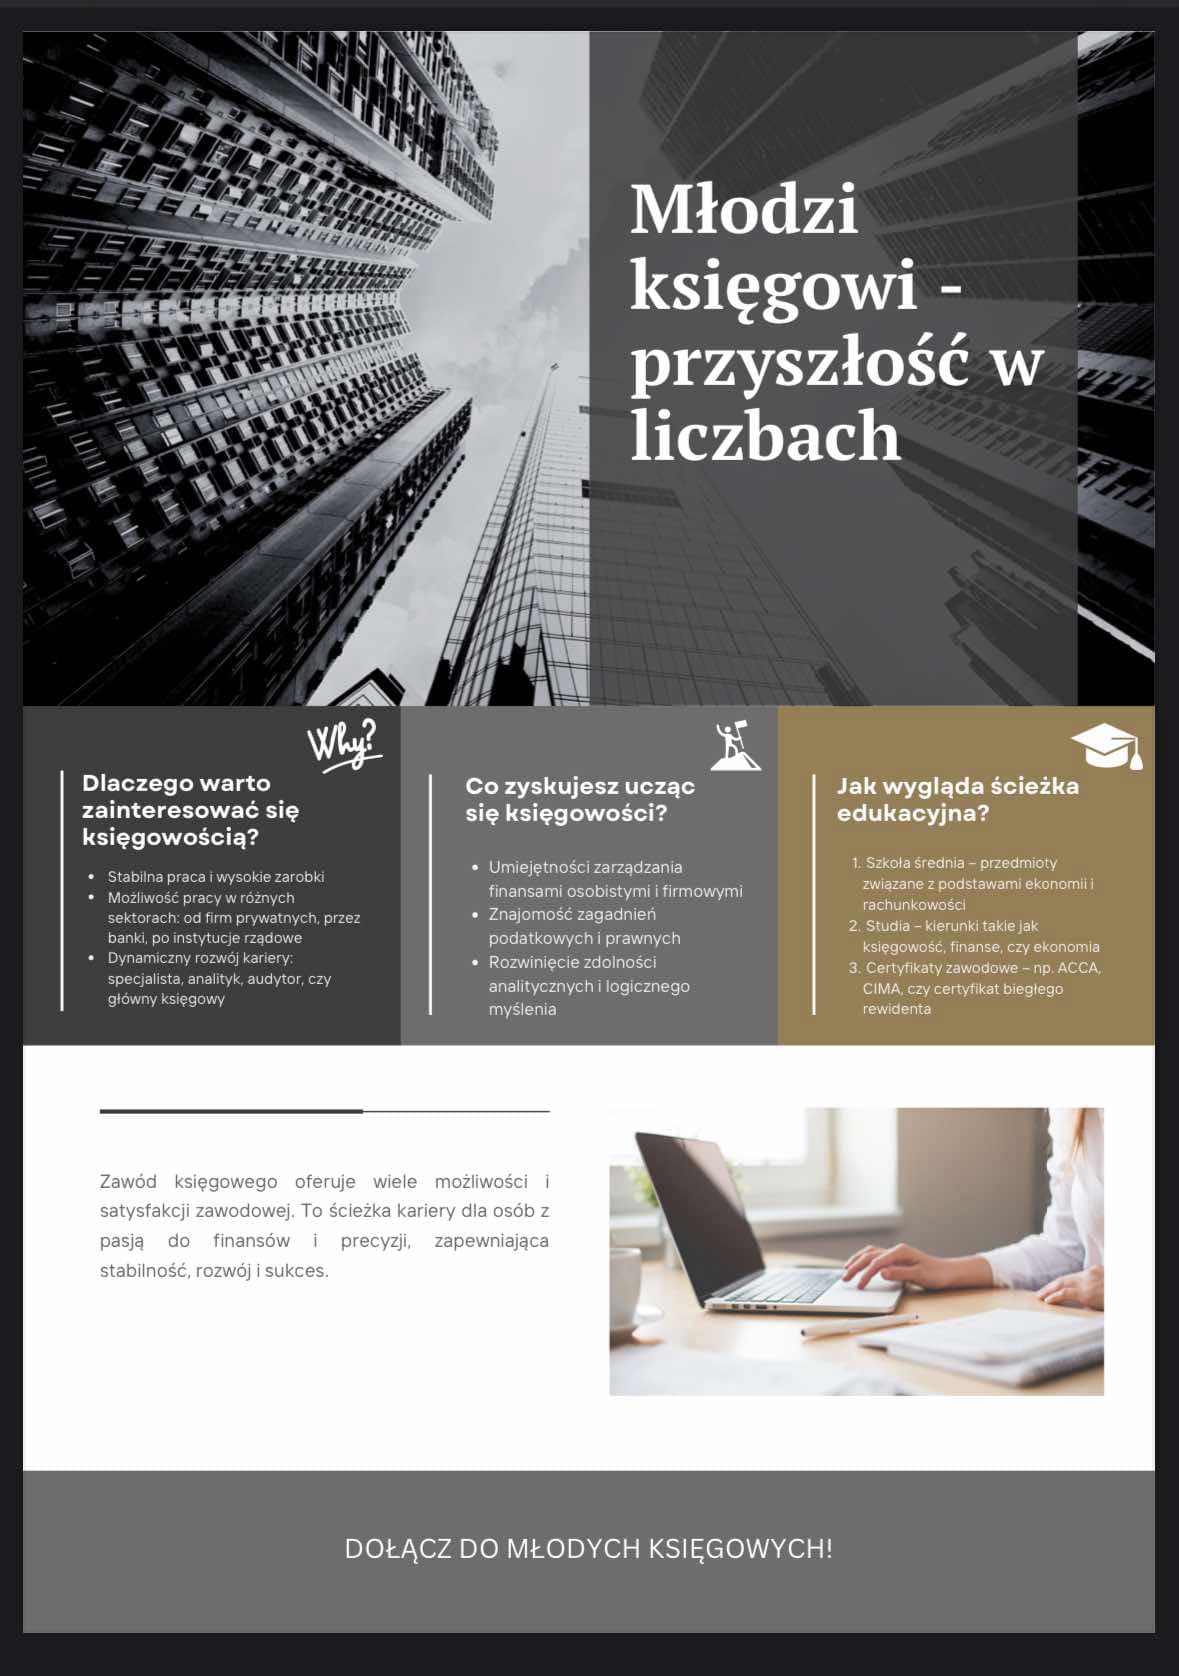 Młodzi
księgowi -
przyszłość w
liczbach
Why?
Dlaczego warto
zainteresować się
księgowością?
• Stabilna praca i wysokie zarobki
• Możliwość pracy w różnych
sektorach: od firm prywatnych, przez
banki, po instytucje rządowe
• Dynamiczny rozwój kariery:
specjalista, analityk, audytor, czy
główny księgowy
Co zyskujesz ucząc
się księgowości?
• Umiejętności zarządzania
finansami osobistymi i firmowymi
• Znajomość zagadnień
podatkowych i prawnych
• Rozwinięcie zdolności
analitycznych i logicznego
myślenia
Jak wygląda ścieżka
edukacyjna?
1. Szkoła średnia – przedmioty
związane z podstawami ekonomii i
rachunkowości
2. Studia – kierunki takie jak
księgowość, finanse, czy ekonomia
3. Certyfikaty zawodowe – np. ACCA,
CIMA, czy certyfikat biegłego
rewidenta
Zawód księgowego oferuje wiele możliwości i
satysfakcji zawodowej. To ścieżka kariery dla osób z
pasją do finansów i precyzji, zapewniająca
stabilność, rozwój i sukces.
DOŁĄCZ DO MŁODYCH KSIĘGOWYCH!